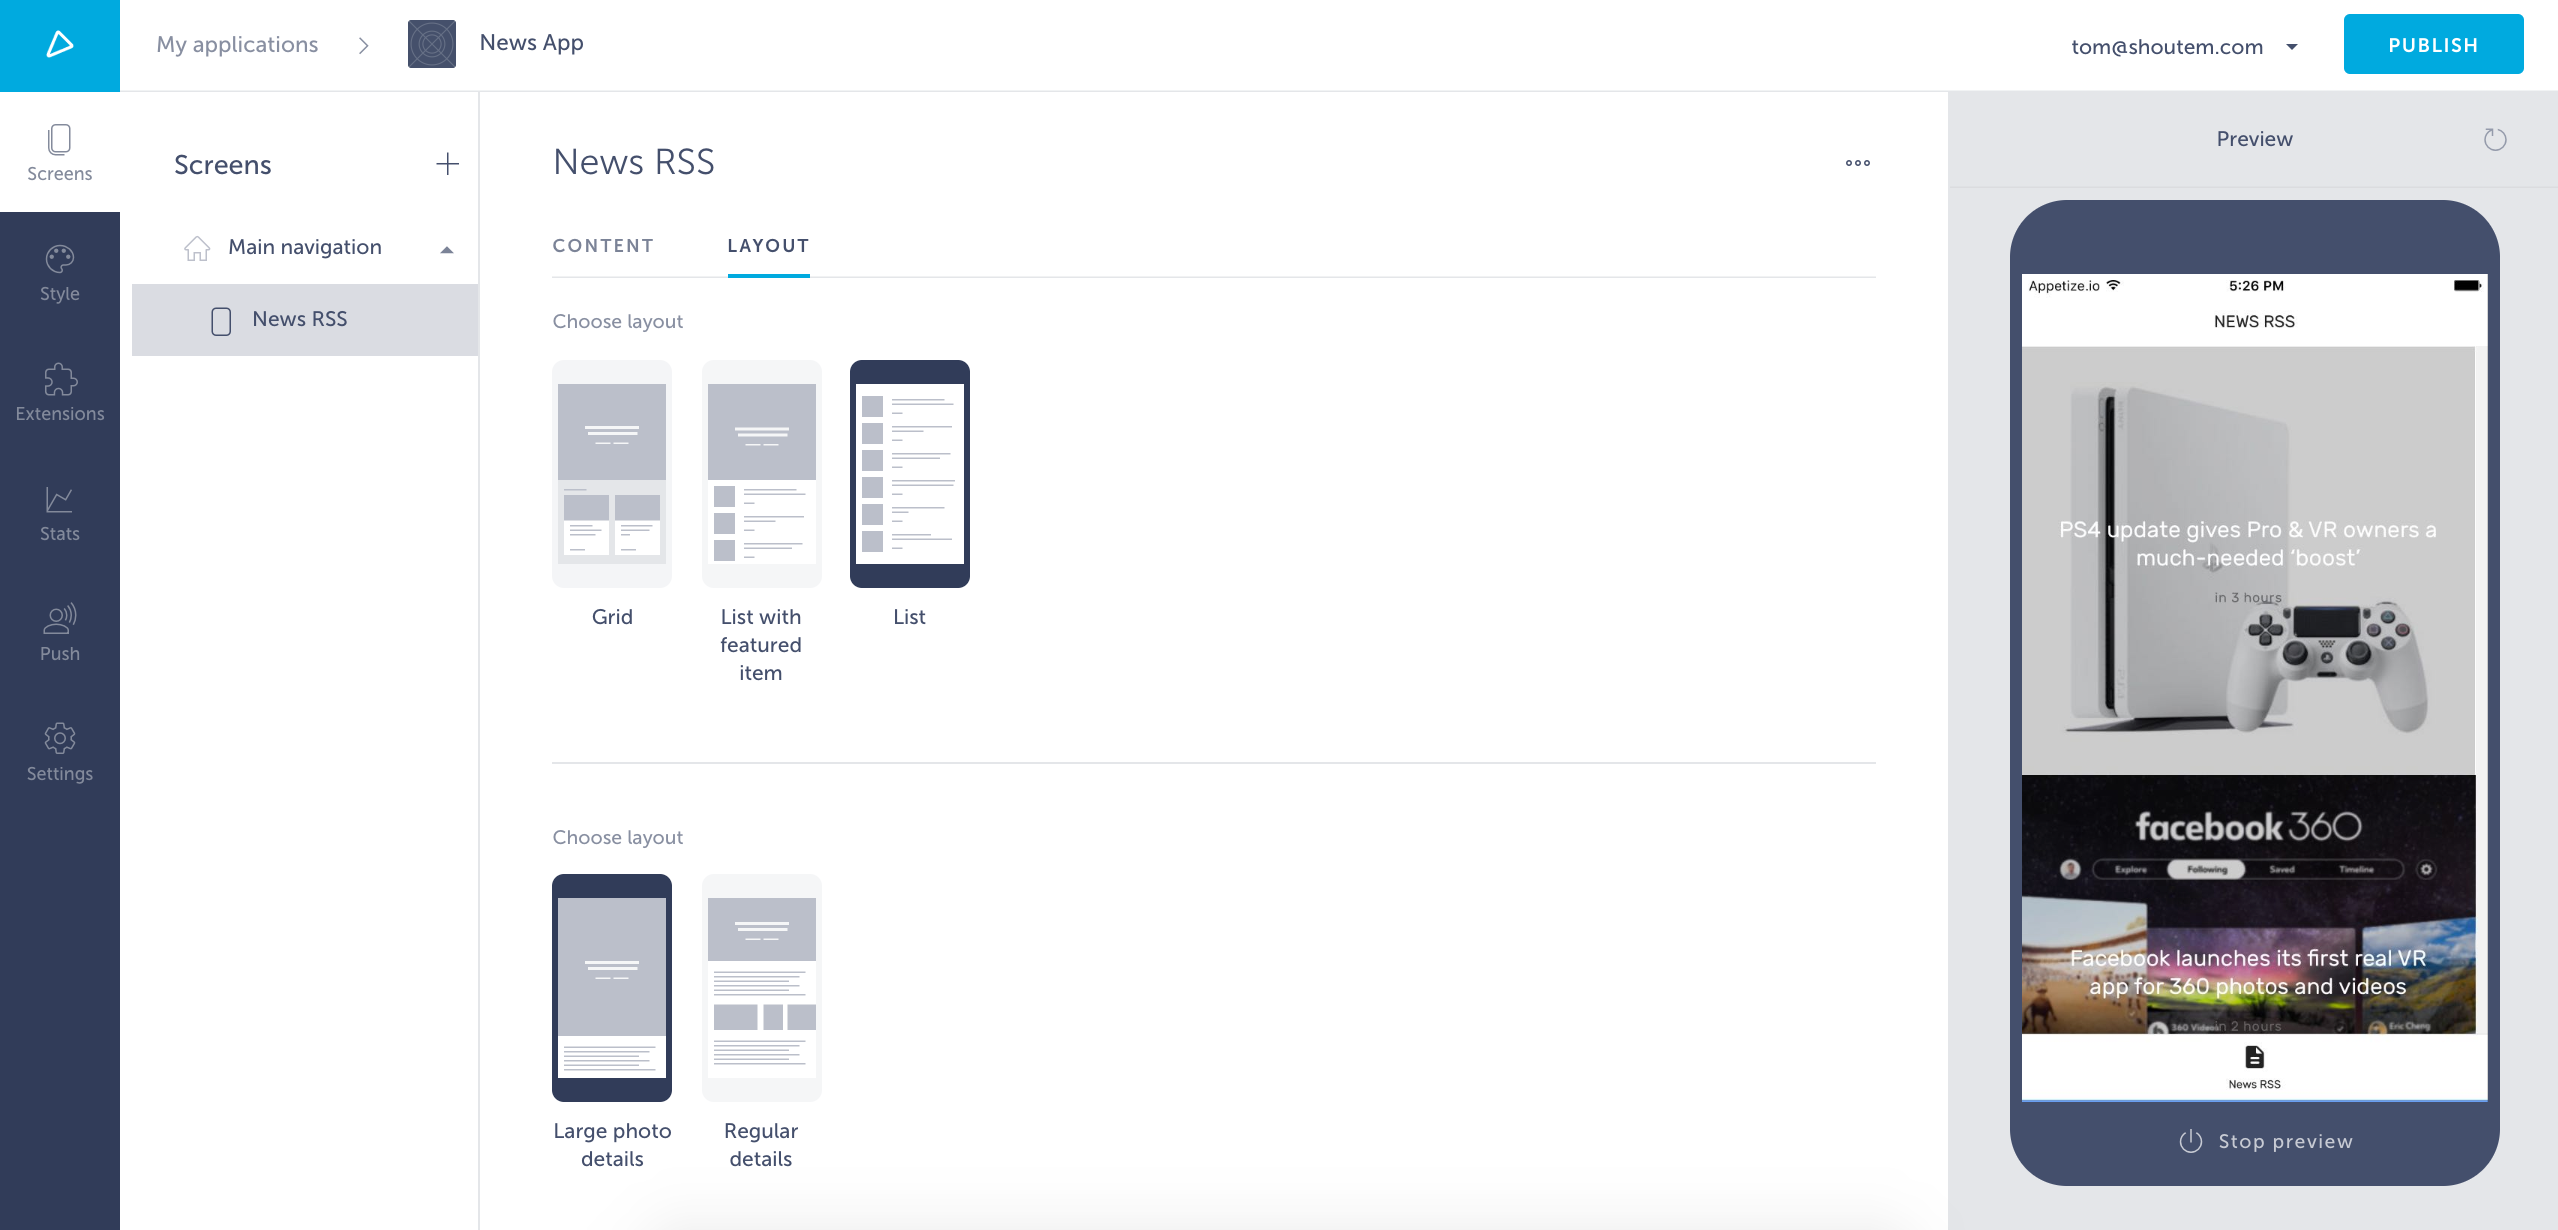 My applications
News App
tom@shoutem.com
PUBLISH
Screens
Style
Extensions
Stats
Push
Settings
Screens
Main navigation
News RSS
News RSS
CONTENT
LAYOUT
Choose layout
Grid
List with
featured
item
List
Choose layout
Large photo
details
Regular
details
Preview
Appetize.io
5:26 PM
NEWS RSS
PS4 update gives Pro & VR owners a
much-needed ‘boost’
in 3 hours
facebook 360
Explore
Following
Saved
Timeline
Facebook launches its first real VR
app for 360 photos and videos
360 Videos
in 2 hours
Eric Cheng
News RSS
Stop preview